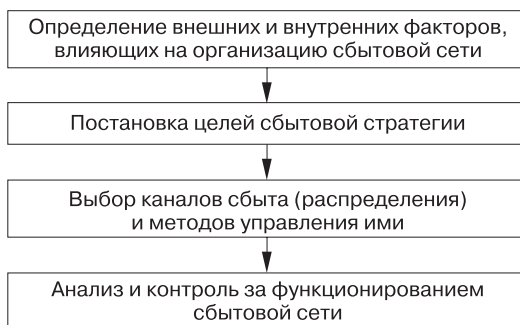 Определение внешних и внутренних факторов,
влияющих на организацию сбытовой сети
Постановка целей сбытовой стратегии
Выбор каналов сбыта (распределения)
и методов управления ими
Анализ и контроль за функционированием
сбытовой сети